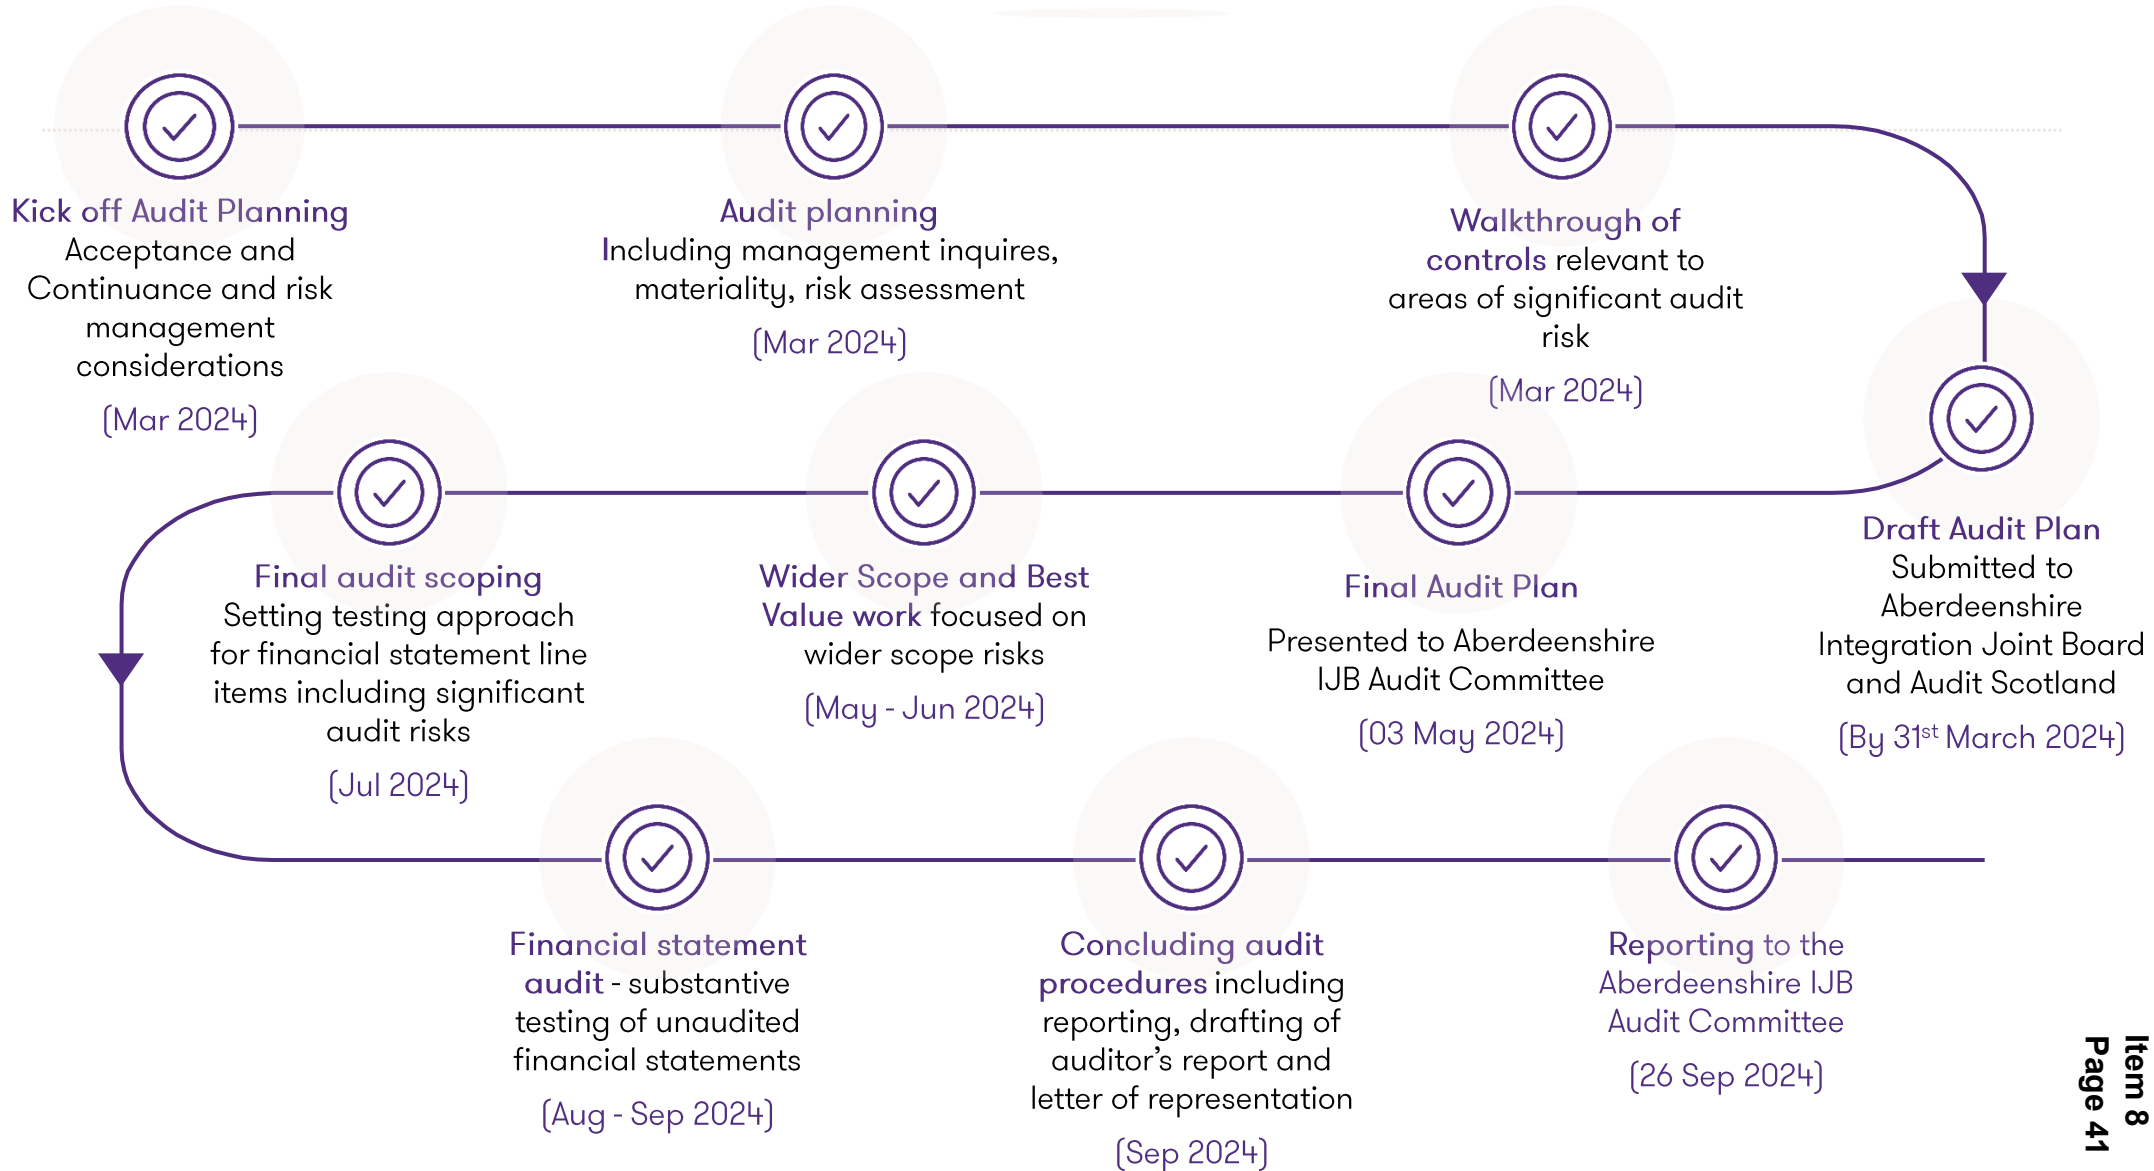 Kick off Audit Planning
Acceptance and
Continuance and risk
management
considerations
(Mar 2024)
Audit planning
Including management inquires,
materiality, risk assessment
(Mar 2024)
Walkthrough of
controls relevant to
areas of significant audit
risk
(Mar 2024)
Draft Audit Plan
Submitted to
Aberdeenshire
Integration Joint Board
and Audit Scotland
(By 31st March 2024)
Final Audit Plan
Presented to Aberdeenshire
IJB Audit Committee
(03 May 2024)
Wider Scope and Best
Value work focused on
wider scope risks
(May - Jun 2024)
Final audit scoping
Setting testing approach
for financial statement line
items including significant
audit risks
(Jul 2024)
Financial statement
audit - substantive
testing of unaudited
financial statements
(Aug - Sep 2024)
Concluding audit
procedures including
reporting, drafting of
auditor's report and
letter of representation
(Sep 2024)
Reporting to the
Aberdeenshire IJB
Audit Committee
(26 Sep 2024)
Item 8
Page 41